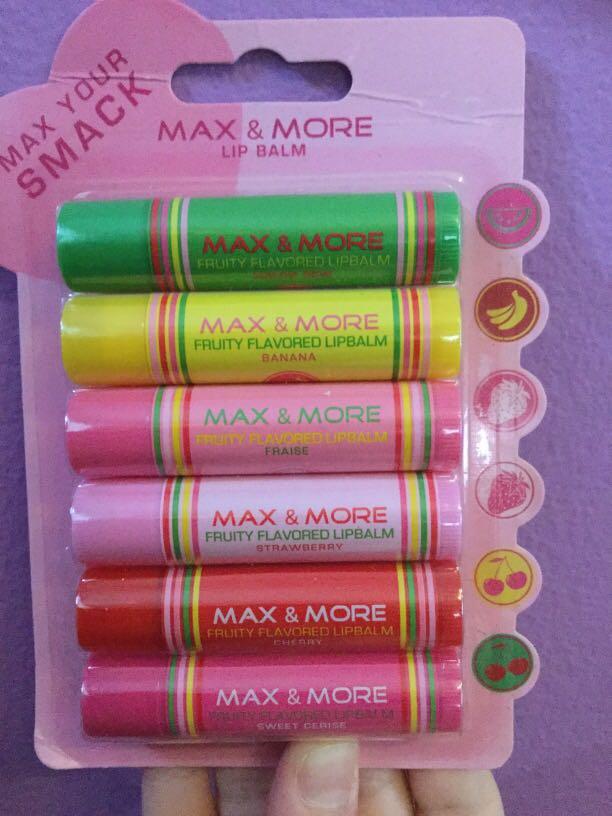 MAX YOUR
SMACK
MAX & MORE
LIP BALM
MAX & MORE
FRUITY FLAVORED LIPBALM
MAX & MORE
FRUITY FLAVORED LIPBALM
BANANA
MAX & MORE
FRUITY FLAVORED LIPBALM
FRAISE
MAX & MORE
FRUITY FLAVORED LIPBALM
STRAWBERRY
MAX & MORE
FRUITY FLAVORED LIPBALM
CHERRY
MAX & MORE
FRUITY FLAVORED LIPBALM
SWEET CERISE